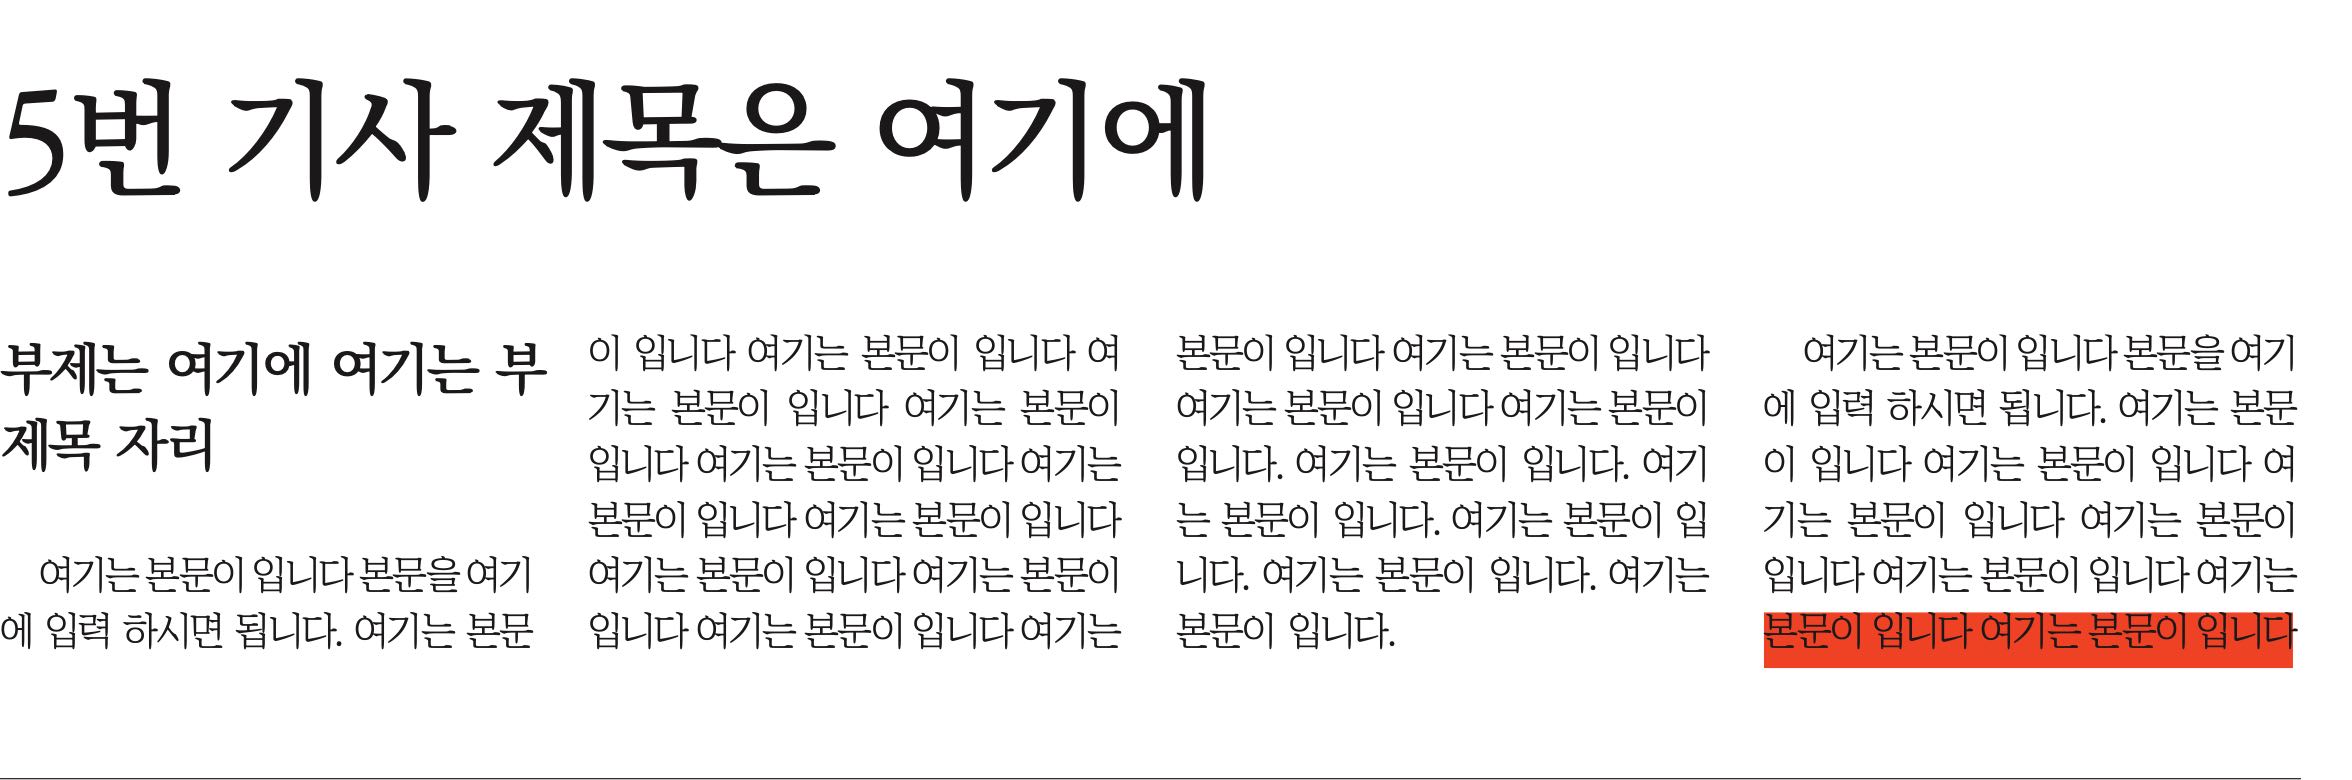 5번 기사 제목은 여기에
부제는 여기에 여기는 부
제목 자리
여기는 본문이 입니다 본문을 여기
에 입력 하시면 됩니다. 여기는 본문
이 입니다 여기는 본문이 입니다 여
기는 본문이 입니다 여기는 본문이
입니다 여기는 본문이 입니다 여기는
본문이 입니다 여기는 본문이 입니다
여기는 본문이 입니다 여기는 본문이
입니다 여기는 본문이 입니다 여기는
본문이 입니다 여기는 본문이 입니다
여기는 본문이 입니다 여기는 본문이
입니다. 여기는 본문이 입니다. 여기
는 본문이 입니다. 여기는 본문이 입
니다. 여기는 본문이 입니다. 여기는
본문이 입니다.
여기는 본문이 입니다 본문을 여기
에 입력 하시면 됩니다. 여기는 본문
이 입니다 여기는 본문이 입니다 여
기는 본문이 입니다 여기는 본문이
입니다 여기는 본문이 입니다 여기는
본문이 입니다 여기는 본문이 입니다